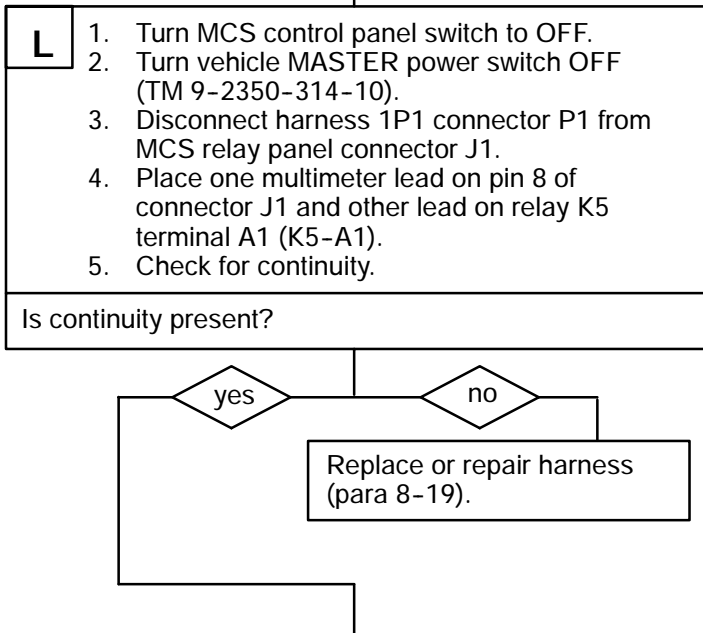 L
1. Turn MCS control panel switch to OFF.
2. Turn vehicle MASTER power switch OFF
(TM 9-2350-314-10).
3. Disconnect harness 1P1 connector P1 from
MCS relay panel connector J1.
4. Place one multimeter lead on pin 8 of
connector J1 and other lead on relay K5
terminal A1 (K5-A1).
5. Check for continuity.
Is continuity present?
yes
no
Replace or repair harness
(para 8-19).